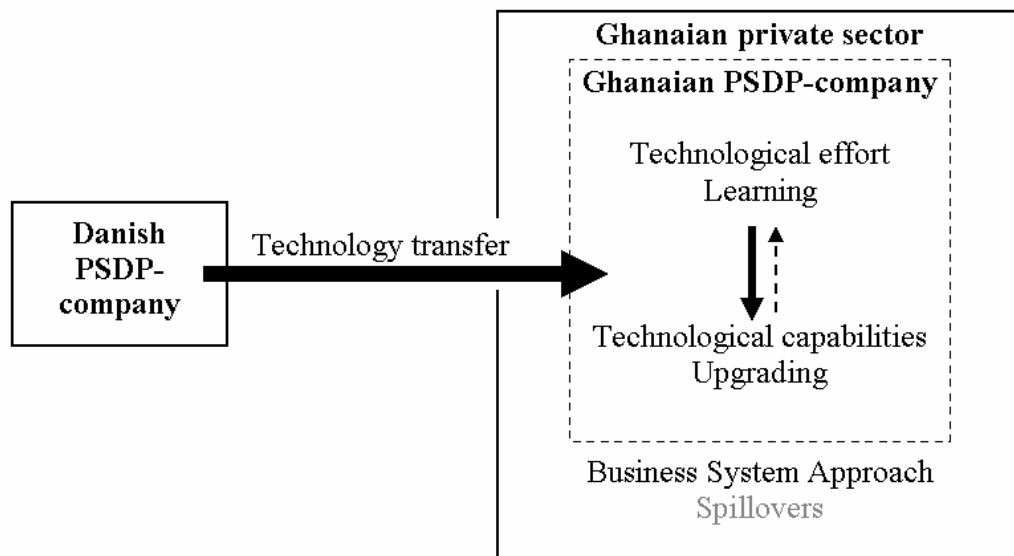 Ghanaian private sector
Ghanaian PSDP-company
Technological effort
Learning
Danish
PSDP-
company
Technology transfer
Technological capabilities
Upgrading
Business System Approach
Spillovers